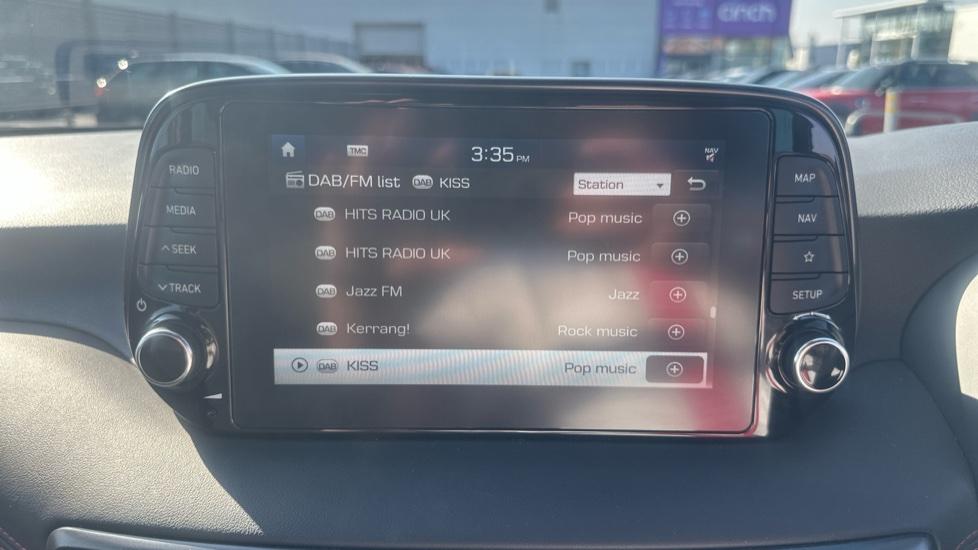 cinch
TMC 3:35 PM NAV
DAB/FM list DAB KISS Station
DAB HITS RADIO UK Pop music
DAB HITS RADIO UK Pop music
DAB Jazz FM Jazz
DAB Kerrang! Rock music
DAB KISS Pop music
RADIO
MEDIA
SEEK
TRACK
MAP
NAV
SETUP